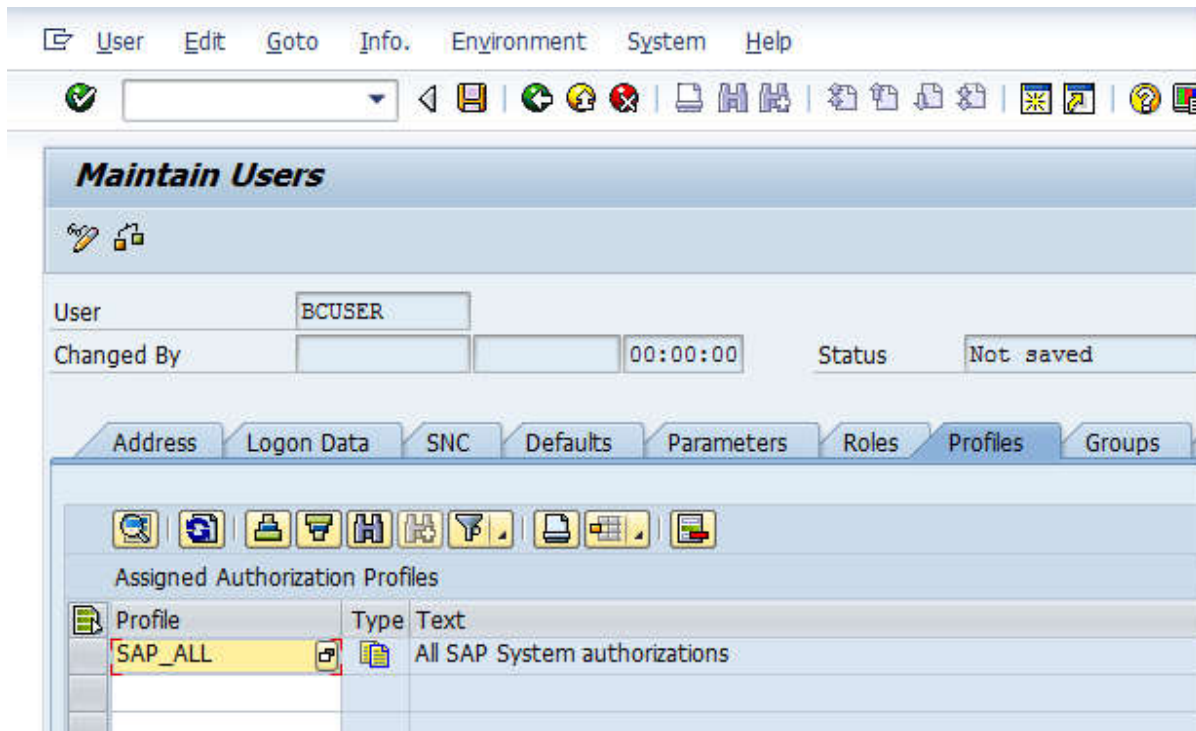 User Edit Goto Info. Environment System Help
Maintain Users
User BCUSER
Changed By 00:00:00 Status Not saved
Address Logon Data SNC Defaults Parameters Roles Profiles Groups
Assigned Authorization Profiles
Profile Type Text
SAP_ALL All SAP System authorizations